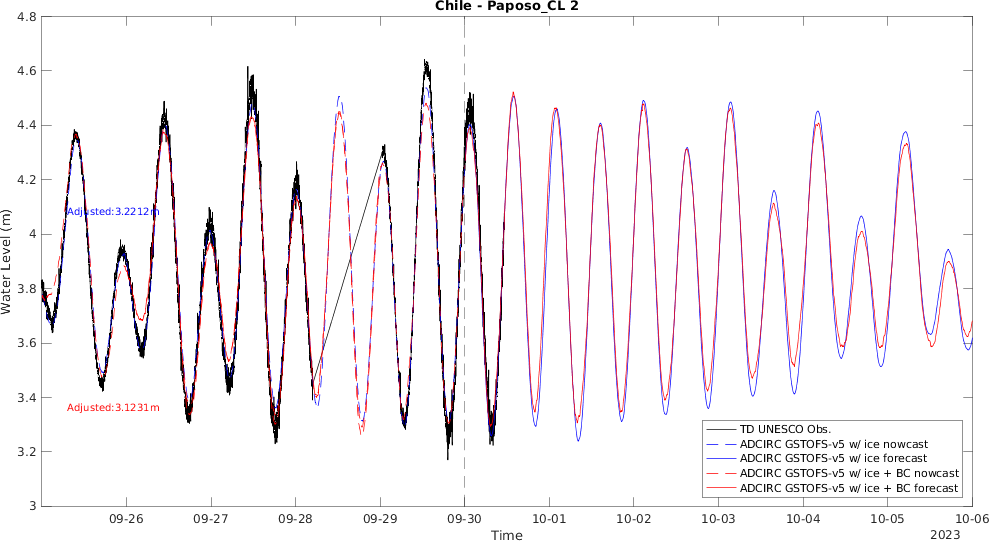 Chile - Paposo_CL 2
4.8
4.6
4.4
4.2
4
3.8
3.6
3.4
3.2
3
Water Level (m)
Adjusted:3.2212m
Adjusted:3.1231m
TD UNESCO Obs.
ADCIRC GSTOFS-v5 w/ ice nowcast
ADCIRC GSTOFS-v5 w/ ice forecast
ADCIRC GSTOFS-v5 w/ ice + BC nowcast
ADCIRC GSTOFS-v5 w/ ice + BC forecast
09-26 09-27 09-28 09-29 09-30 10-01 10-02 10-03 10-04 10-05 10-06
Time
2023